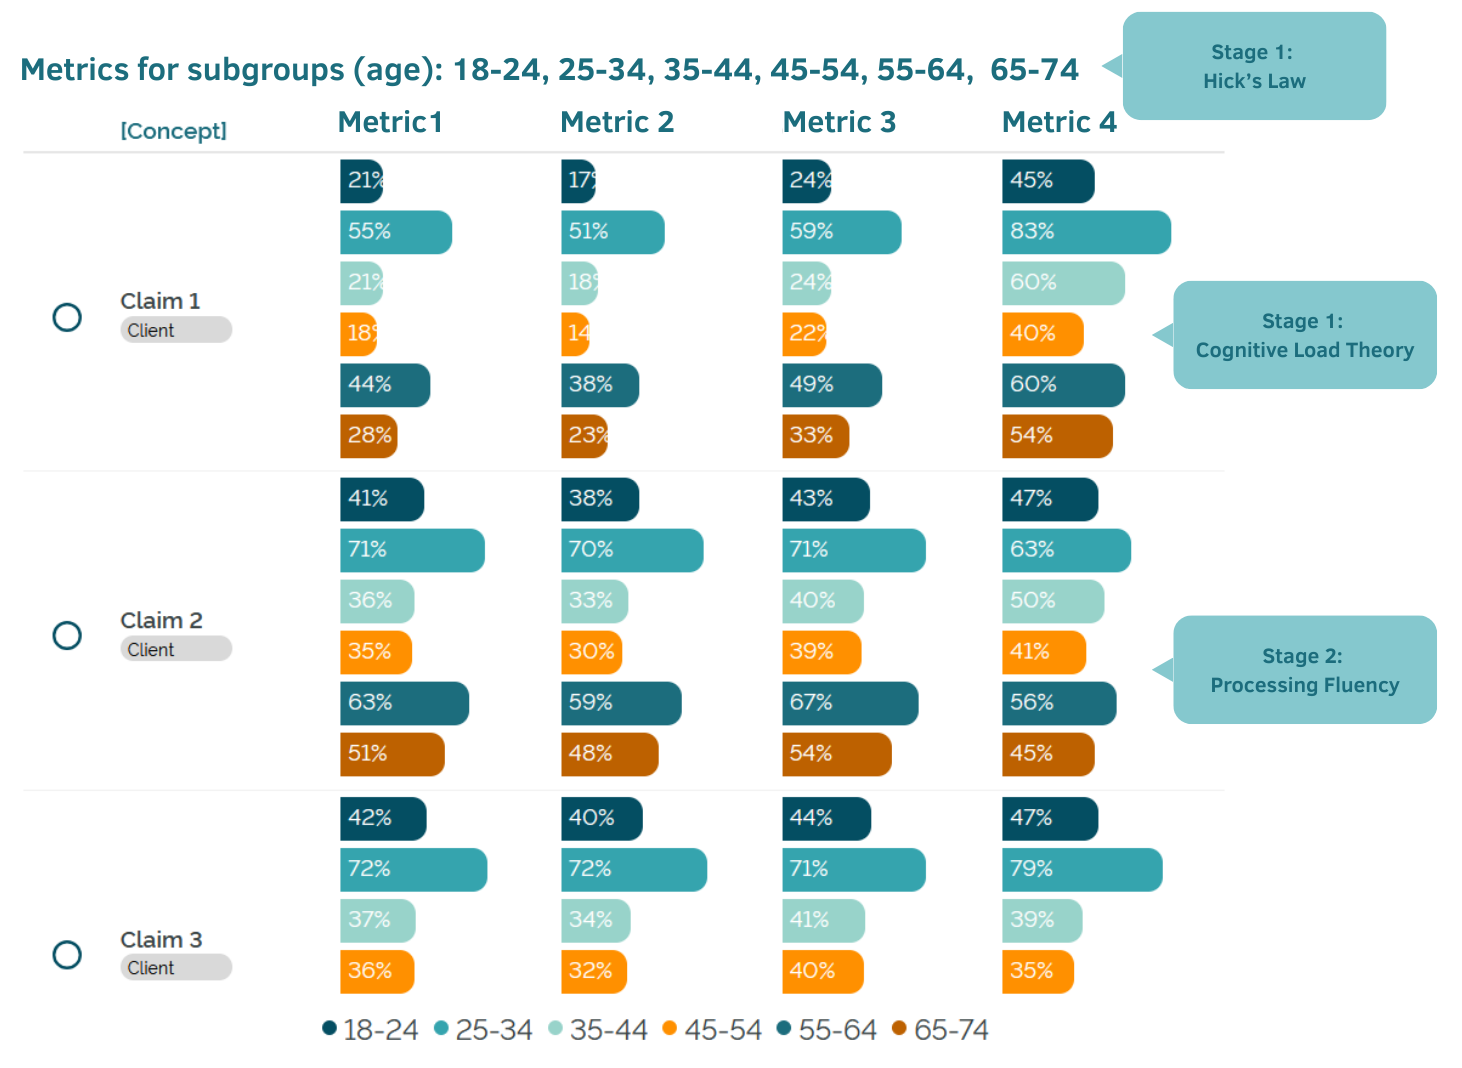 Stage 1:
Hick's Law
Metrics for subgroups (age): 18-24, 25-34, 35-44, 45-54, 55-64, 65-74
[Concept] Metric1 Metric 2 Metric 3 Metric 4
21% 17% 24% 45%
55% 51% 59% 83%
21% 18% 24% 60%
Claim 1
Client
18% 14 22% 40%
44% 38% 49% 60%
28% 23% 33% 54%
Stage 1:
Cognitive Load Theory
41% 38% 43% 47%
71% 70% 71% 63%
36% 33% 40% 50%
Claim 2
Client
35% 30% 39% 41%
63% 59% 67% 56%
51% 48% 54% 45%
Stage 2:
Processing Fluency
42% 40% 44% 47%
72% 72% 71% 79%
37% 34% 41% 39%
Claim 3
Client
36% 32% 40% 35%
18-24 25-34 35-44 45-54 55-64 65-74